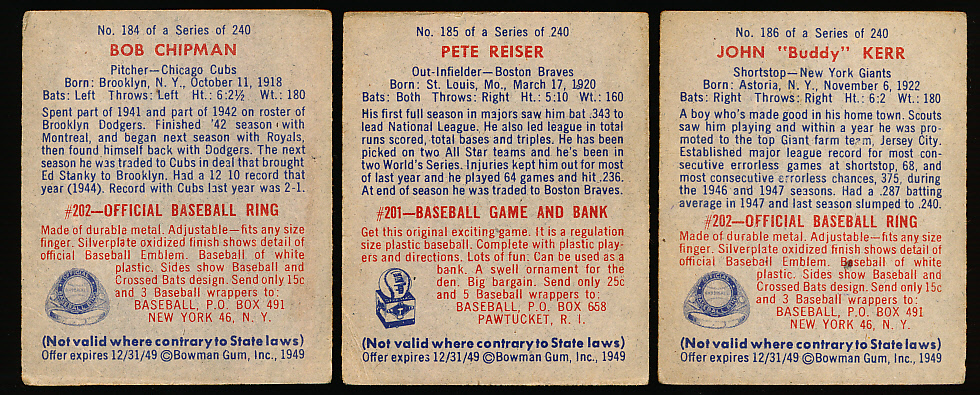 No. 184 of a Series of 240
BOB CHIPMAN
Pitcher—Chicago Cubs
Born: Brooklyn, N. Y., October 11, 1918
Bats: Left Throws: Left Ht.: 6:2½ Wt.: 180
Spent part of 1941 and part of 1942 on roster of
Brooklyn Dodgers. Finished '42 season with
Montreal, and began next season with Royals,
then found himself back with Dodgers. The next
season he was traded to Cubs in deal that brought
Ed Stanky to Brooklyn. Had a 12 10 record that
year (1944). Record with Cubs last year was 2-1.
#202—OFFICIAL BASEBALL RING
Made of durable metal. Adjustable—fits any size
finger. Silverplate oxidized finish shows detail of
official Baseball Emblem. Baseball of white
plastic. Sides show Baseball and
Crossed Bats design. Send only 15c
and 3 Baseball wrappers to:
BASEBALL, P.O. BOX 491
NEW YORK 46, N. Y.
(Not valid where contrary to State laws)
Offer expires 12/31/49 ©Bowman Gum, Inc., 1949
No. 185 of a Series of 240
PETE REISER
Out-Infielder—Boston Braves
Born: St. Louis, Mo., March 17, 1920
Bats: Both Throws: Right Ht.: 5:10 Wt.: 160
His first full season in majors saw him bat .343 to
lead National League. He also led league in total
runs scored, total bases and triples. He has been
picked on two All Star teams and he's been in
two World's Series. Injuries kept him out for most
of last year and he played 64 games and hit .236.
At end of season he was traded to Boston Braves.
#201—BASEBALL GAME AND BANK
Get this original exciting game. It is a regulation
size plastic baseball. Complete with plastic play-
ers and directions. Lots of fun. Can be used as a
bank. A swell ornament for the
den. Big bargain. Send only 25c
and 5 Baseball wrappers to:
BASEBALL, P.O. BOX 658
PAWTUCKET, R. I.
(Not valid where contrary to State laws)
Offer expires 12/31/49 ©Bowman Gum, Inc., 1949
No. 186 of a Series of 240
JOHN "Buddy" KERR
Shortstop—New York Giants
Born: Astoria, N. Y., November 6, 1922
Bats: Right Throws: Right Ht.: 6:2 Wt.: 180
A boy who's made good in his home town. Scouts
saw him playing and within a year he was pro-
moted to the top Giant farm team, Jersey City.
Established major league record for most con-
secutive errorless games at shortstop, 68, and
most consecutive errorless chances, 375, during
the 1946 and 1947 seasons. Had a .287 batting
average in 1947 and last season slumped to .240.
#202—OFFICIAL BASEBALL RING
Made of durable metal. Adjustable—fits any size
finger. Silverplate oxidized finish shows detail of
official Baseball Emblem. Baseball of white
plastic. Sides show Baseball and
Crossed Bats design. Send only 15c
and 3 Baseball wrappers to:
BASEBALL, P.O. BOX 491
NEW YORK 46, N. Y.
(Not valid where contrary to State laws)
Offer expires 12/31/49 ©Bowman Gum, Inc., 1949